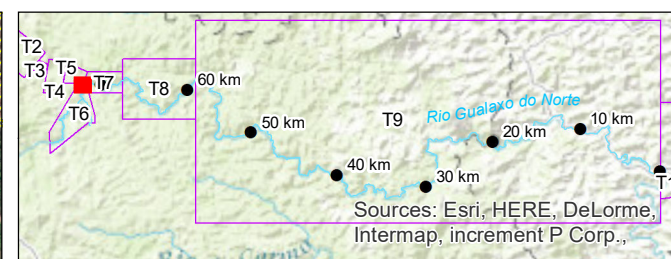 T2
T3
T5
T4
T7
T6
T8
60 km
T9
Rio Gualaxo do Norte
50 km
20 km
10 km
40 km
30 km
Sources: Esri, HERE, DeLorme,
Intermap, increment P Corp.,